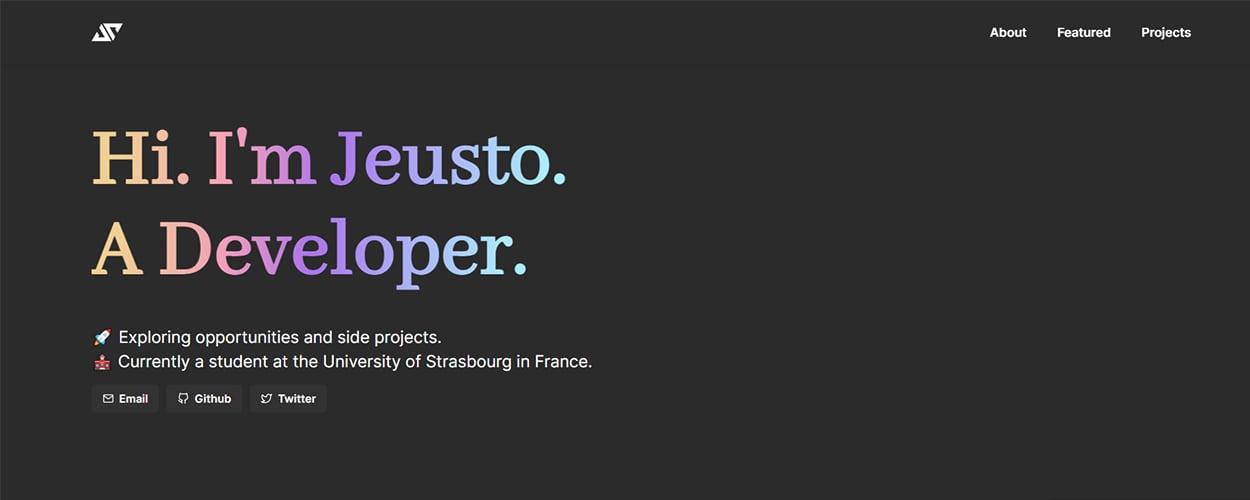 About Featured Projects
Hi. I'm Jeusto.
A Developer.
🚀 Exploring opportunities and side projects.
🏫 Currently a student at the University of Strasbourg in France.
Email Github Twitter